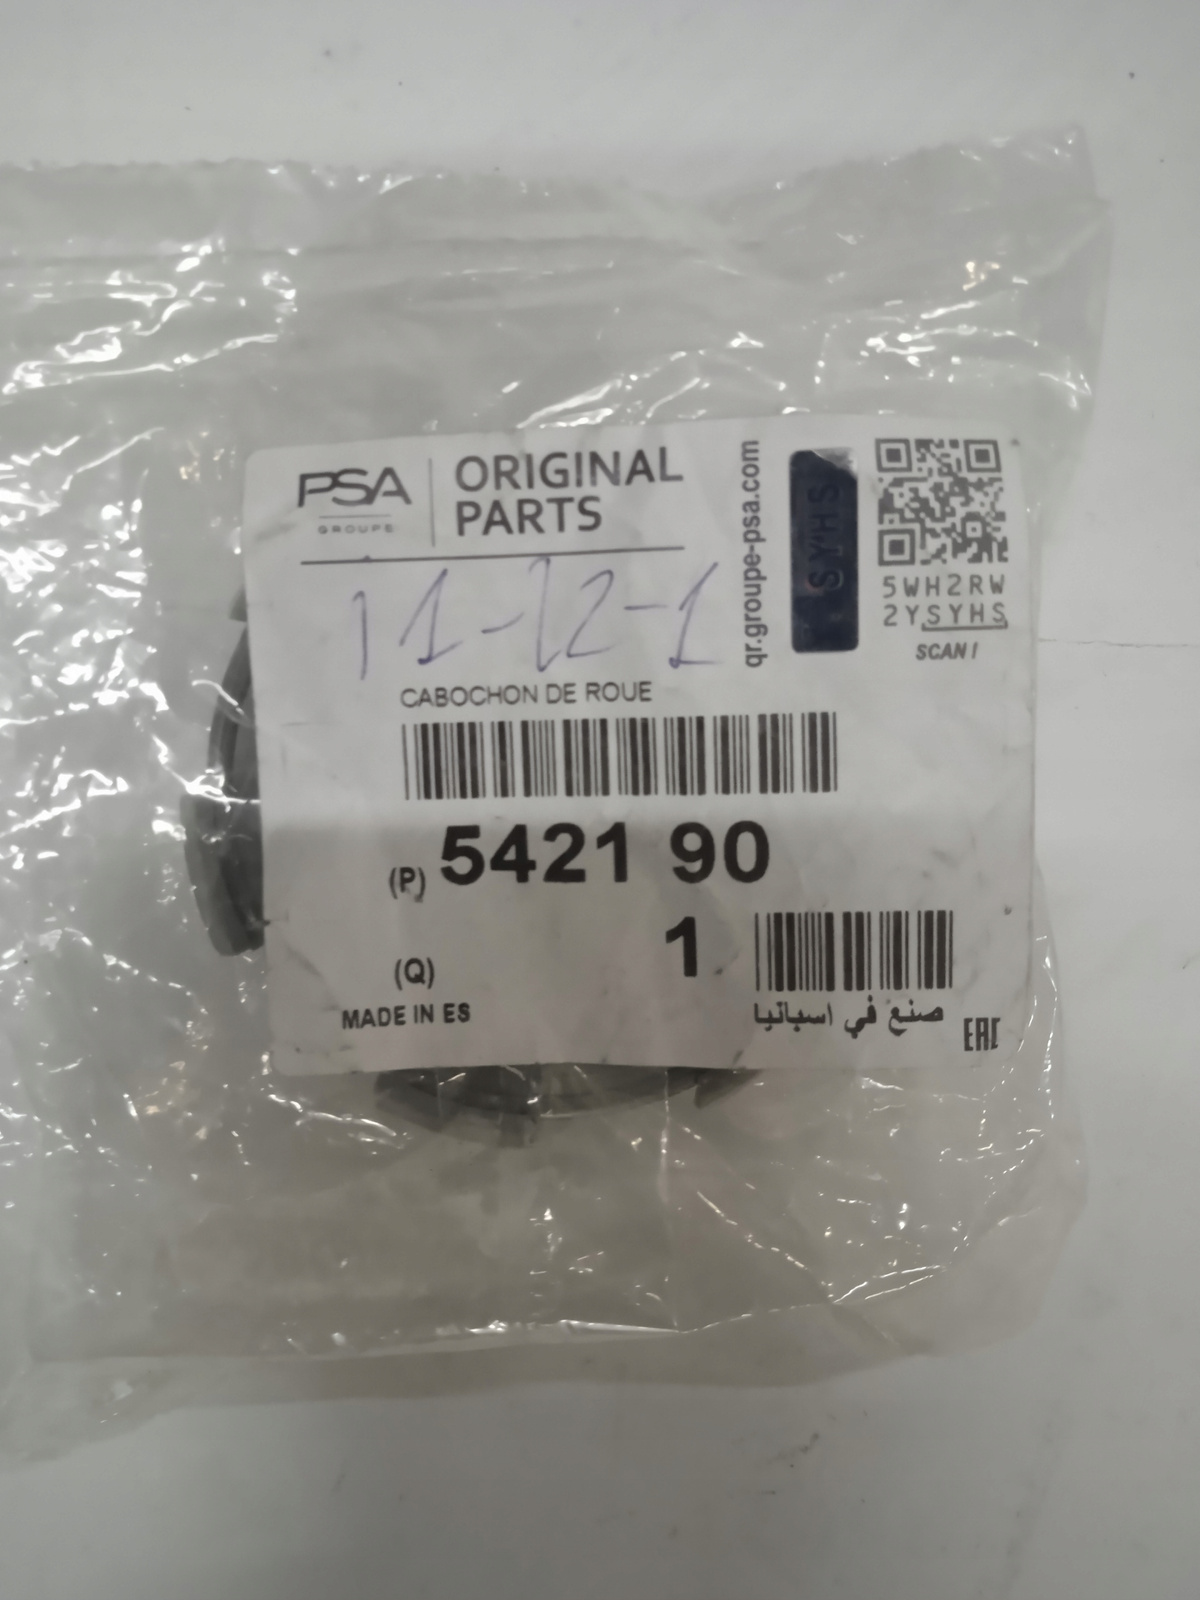 PSA
GROUPE
ORIGINAL
PARTS
qr.groupe-psa.com
SYHS
5WH2RW
2YSYHS
SCAN!
11-12-1
CABOCHON DE ROUE
(P) 5421 90
(Q) 1
MADE IN ES
صنع في اسبانيا
EAC